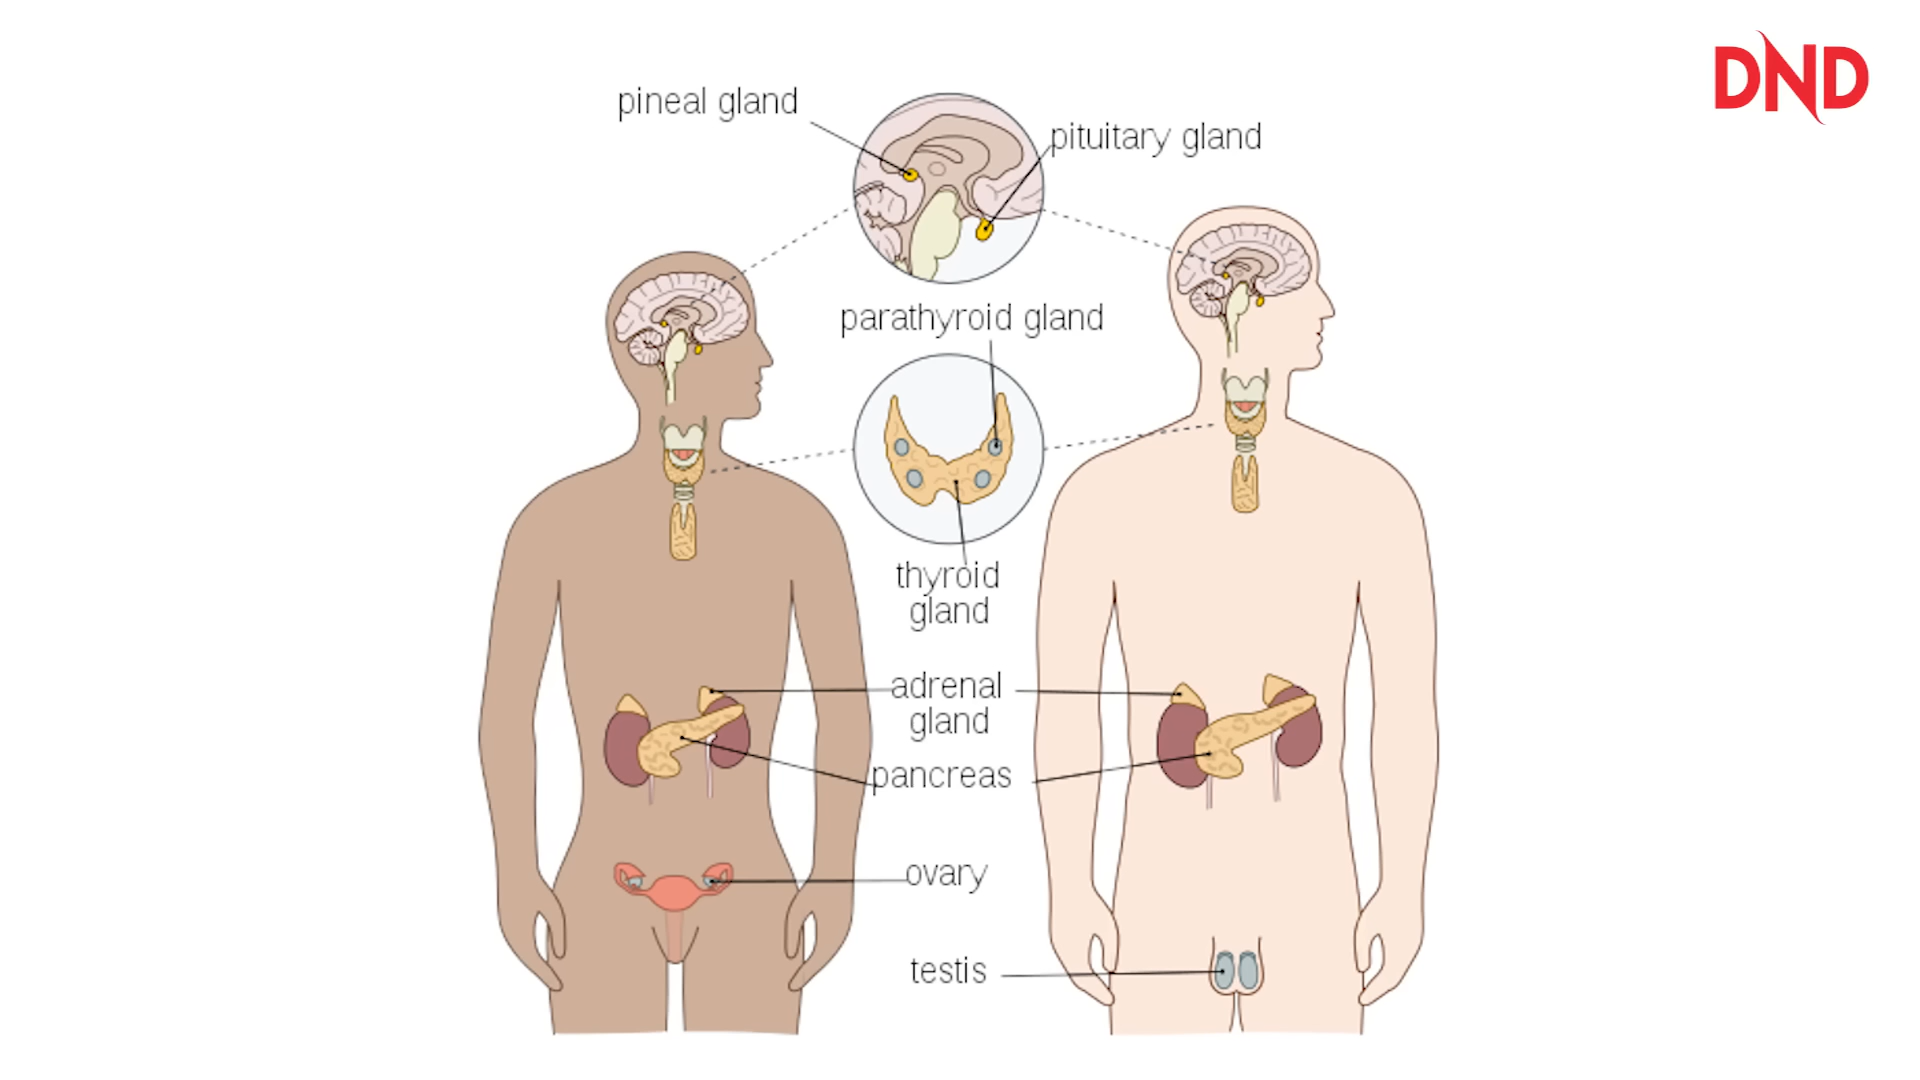 DND
pineal gland
pituitary gland
parathyroid gland
thyroid
gland
adrenal
gland
pancreas
ovary
testis